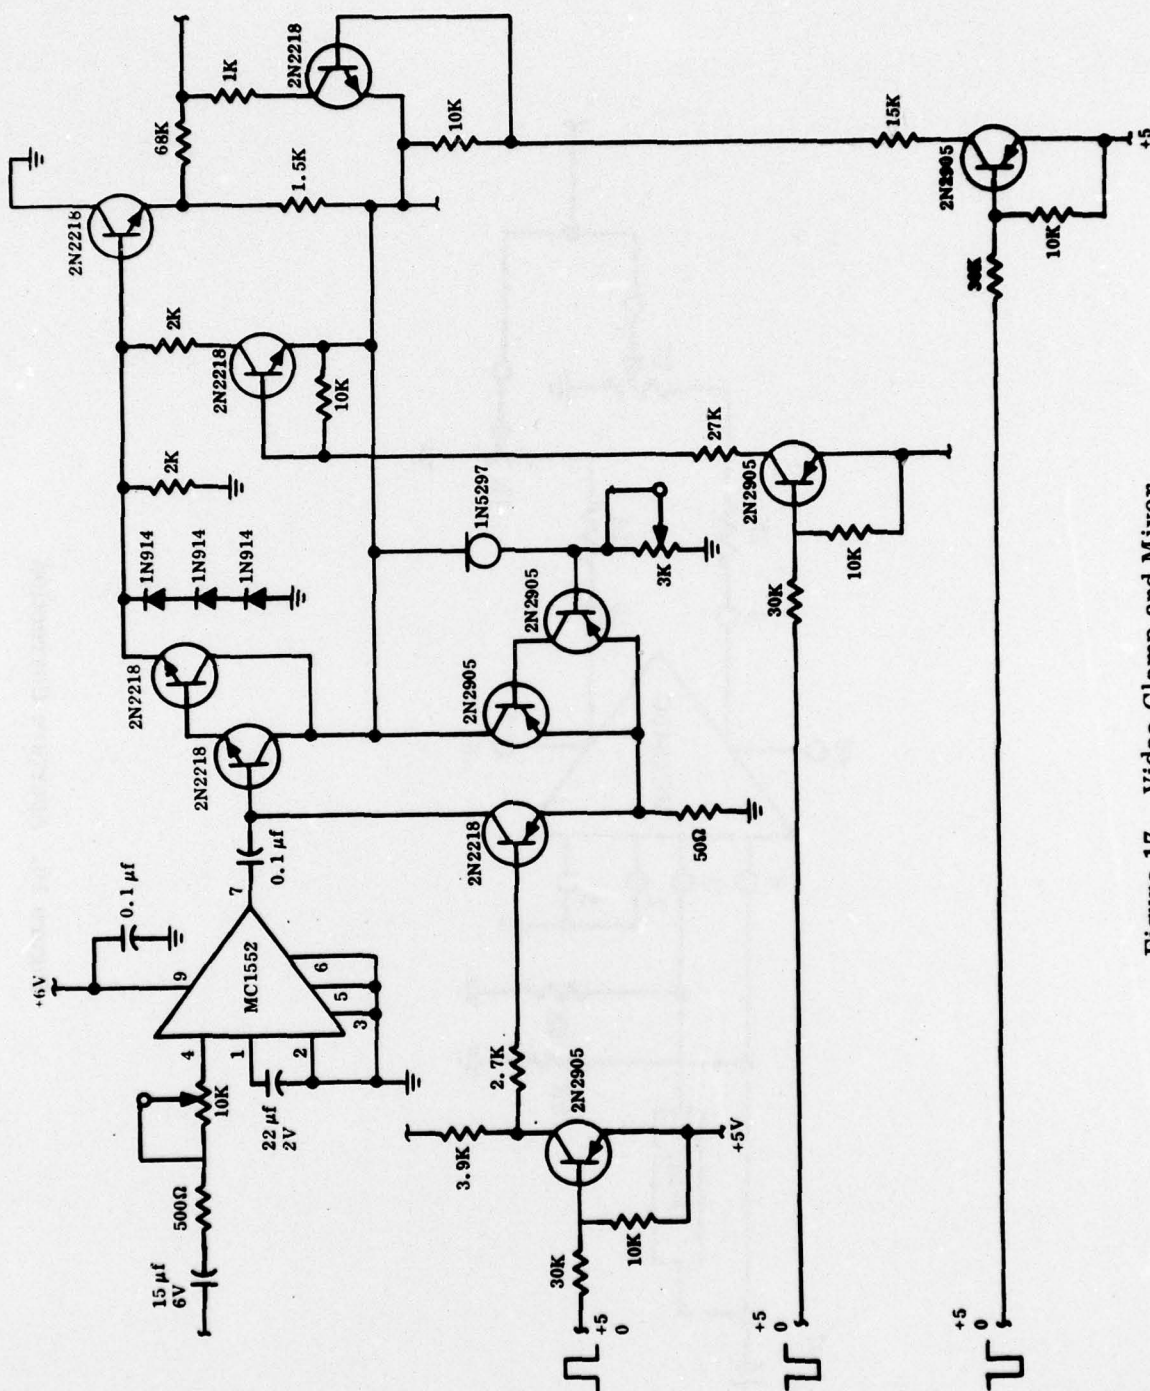 68K
1K
2N2218
2N2218
1.5K
10K
15K
2N2905
10K
+5
30K
2K
2N2218
10K
2K
27K
1N914
1N914
1N914
1N5297
2N2905
30K
10K
2N2905
3K
2N2218
2N2905
2N2218
2N2218
50Ω
0.1 μf
7
0.1 μf
+6V
9
MC1552
6
5
3
4
1
2
10K
22 μf
2V
2.7K
2N2905
3.9K
+5V
500Ω
10K
15 μf
6V
30K
+5
0
+5
0
+5
0
Figure 17. Video Clamp and Mixer